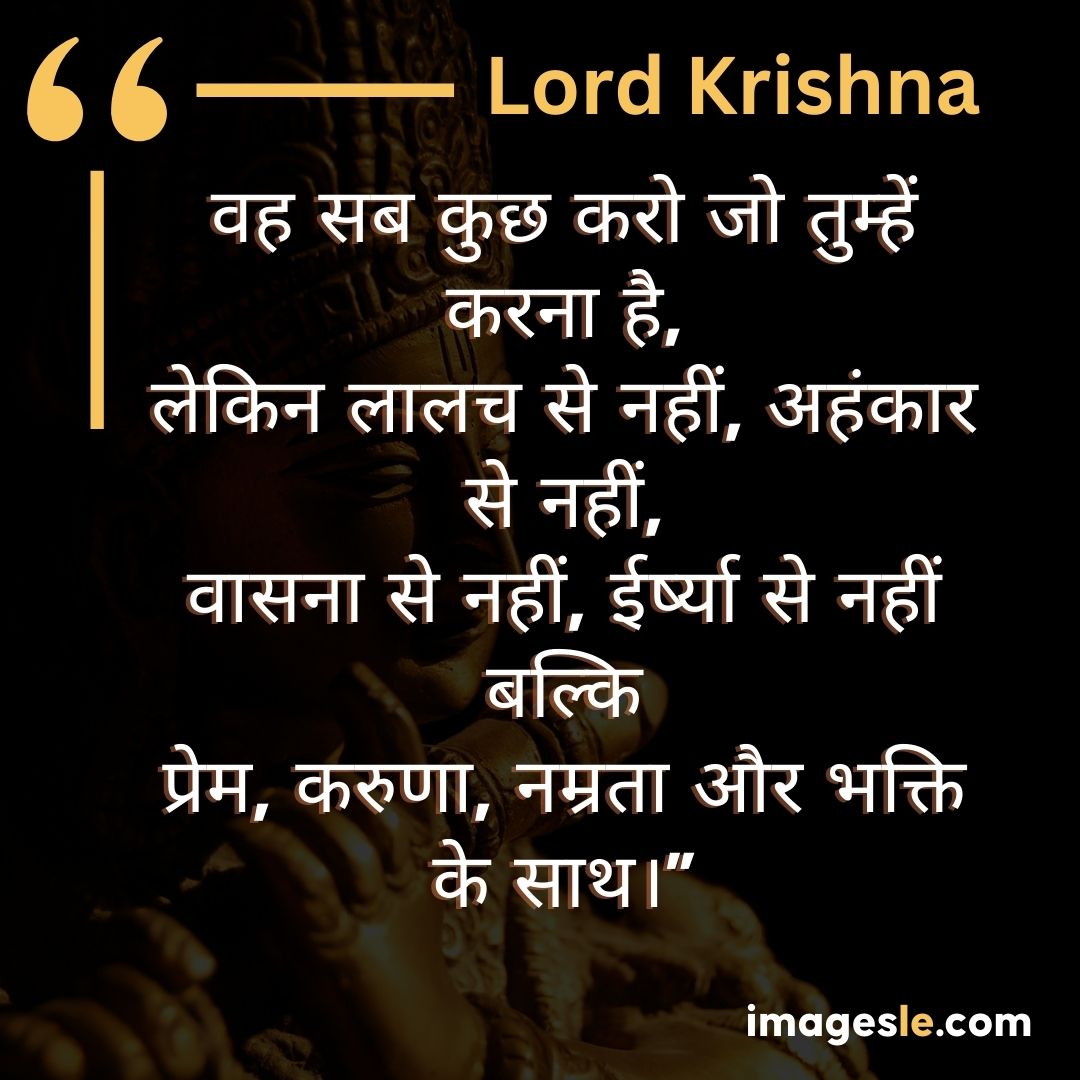 “ Lord Krishna
वह सब कुछ करो जो तुम्हें
करना है,
लेकिन लालच से नहीं, अहंकार
से नहीं,
वासना से नहीं, ईर्ष्या से नहीं
बल्कि
प्रेम, करुणा, नम्रता और भक्ति
के साथ।”
imagesle.com